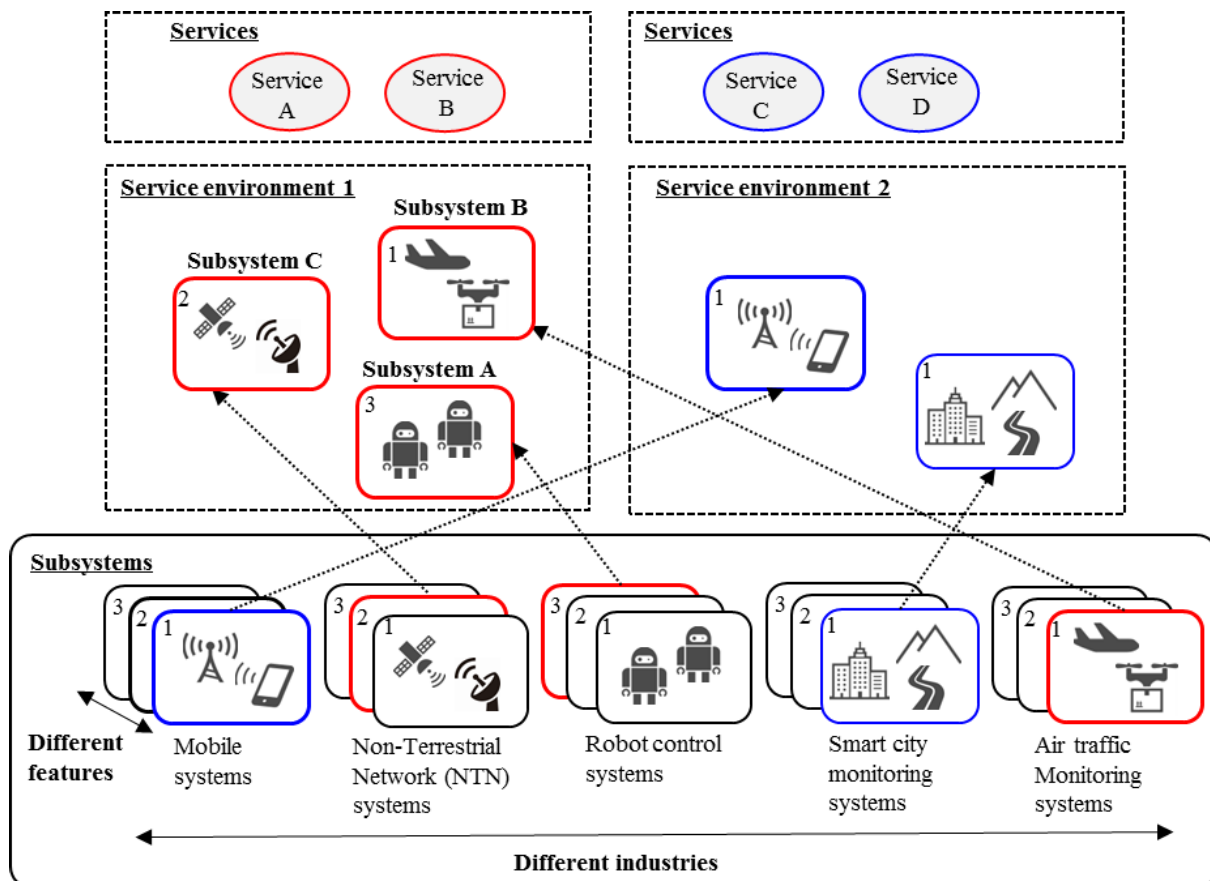 Services
Service
A
Service
B
Services
Service
C
Service
D
Service environment 1
Subsystem B
1
Subsystem C
2
Subsystem A
3
Service environment 2
1
1
Subsystems
3
2
1
3
2
1
3
2
1
3
2
1
3
2
1
Different
features
Mobile
systems
Non-Terrestrial
Network (NTN)
systems
Robot control
systems
Smart city
monitoring
systems
Air traffic
Monitoring
systems
Different industries